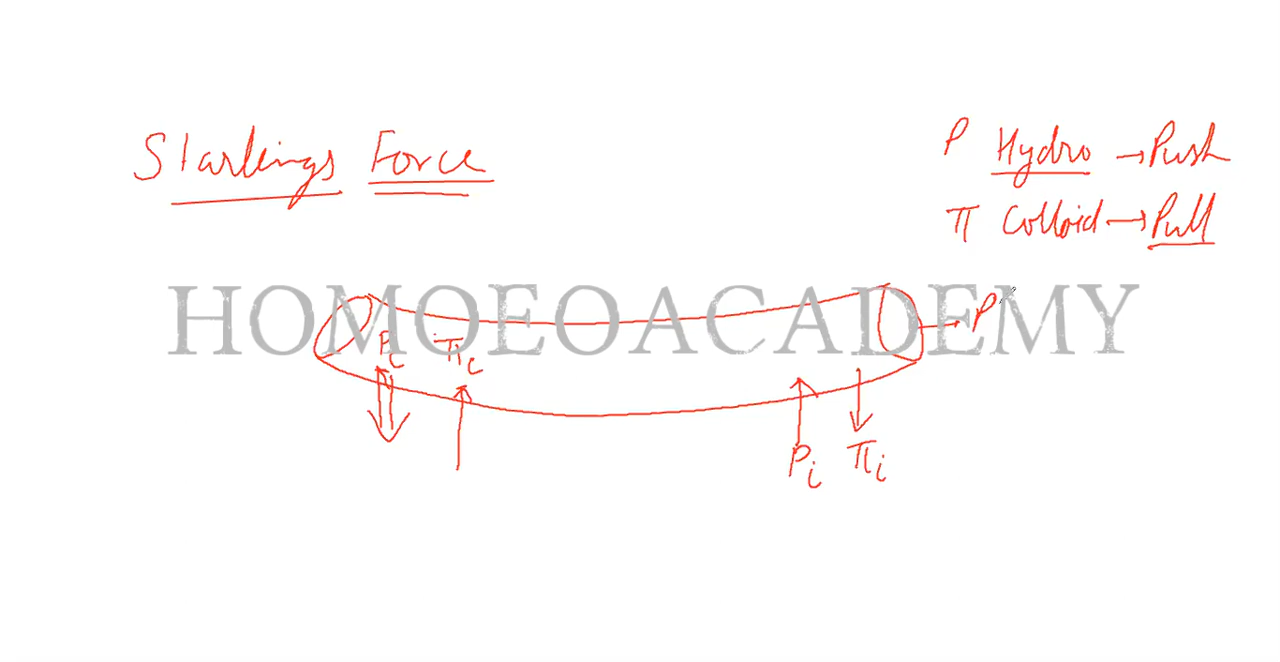 Starlings Force
P Hydro → Push
π Colloid → Pull
HOMOEOACADEMY
Pc πc → P
Pi πi